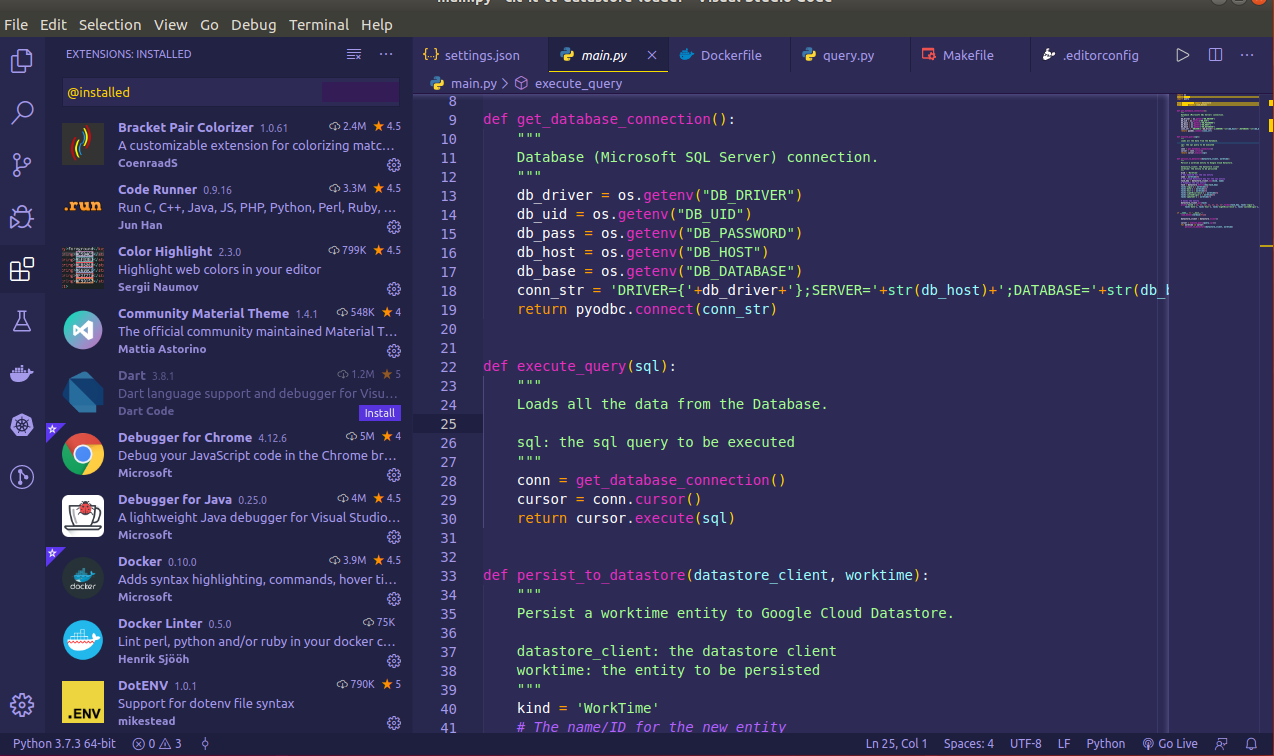 File Edit Selection View Go Debug Terminal Help
EXTENSIONS: INSTALLED
@installed
Bracket Pair Colorizer 1.0.61 2.4M 4.5
A customizable extension for colorizing matc...
CoenraadS
Code Runner 0.9.16 3.3M 4.5
Run C, C++, Java, JS, PHP, Python, Perl, Ruby, ...
.run
Jun Han
Color Highlight 2.3.0 799K 4.5
Highlight web colors in your editor
Sergii Naumov
Community Material Theme 1.4.1 548K 4
The official community maintained Material T...
Mattia Astorino
Dart 3.8.1 1.2M 5
Dart language support and debugger for Visu...
Dart Code Install
Debugger for Chrome 4.12.6 5M 4
Debug your JavaScript code in the Chrome br...
Microsoft
Debugger for Java 0.25.0 4M 4.5
A lightweight Java debugger for Visual Studio...
Microsoft
Docker 0.10.0 3.9M 4.5
Adds syntax highlighting, commands, hover ti...
docker
Microsoft
Docker Linter 0.5.0 75K
Lint perl, python and/or ruby in your docker c...
Henrik Sjööh
DotENV 1.0.1 790K 5
Support for dotenv file syntax
.ENV
mikestead
settings.json main.py Dockerfile query.py Makefile .editorconfig
main.py > execute_query
8
9 def get_database_connection():
10 """
11 Database (Microsoft SQL Server) connection.
12 """
13 db_driver = os.getenv("DB_DRIVER")
14 db_uid = os.getenv("DB_UID")
15 db_pass = os.getenv("DB_PASSWORD")
16 db_host = os.getenv("DB_HOST")
17 db_base = os.getenv("DB_DATABASE")
18 conn_str = 'DRIVER={'+db_driver+'};SERVER='+str(db_host)+';DATABASE='+str(db_b
19 return pyodbc.connect(conn_str)
20
21
22 def execute_query(sql):
23 """
24 Loads all the data from the Database.
25
26 sql: the sql query to be executed
27 """
28 conn = get_database_connection()
29 cursor = conn.cursor()
30 return cursor.execute(sql)
31
32
33 def persist_to_datastore(datastore_client, worktime):
34 """
35 Persist a worktime entity to Google Cloud Datastore.
36
37 datastore_client: the datastore client
38 worktime: the entity to be persisted
39 """
40 kind = 'WorkTime'
41 # The name/ID for the new entity
Python 3.7.3 64-bit 0 3 Ln 25, Col 1 Spaces: 4 UTF-8 LF Python Go Live